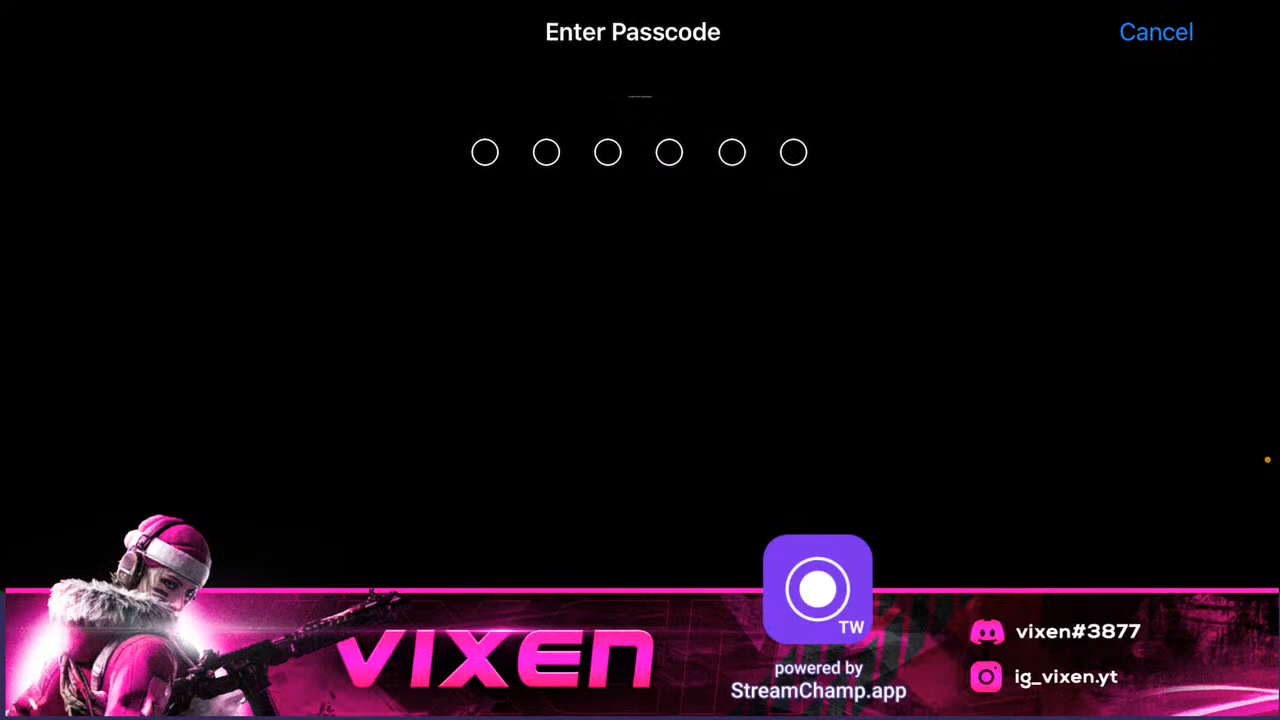 Enter Passcode
Cancel
VIXEN
TW
powered by
StreamChamp.app
vixen#3877
ig_vixen.yt